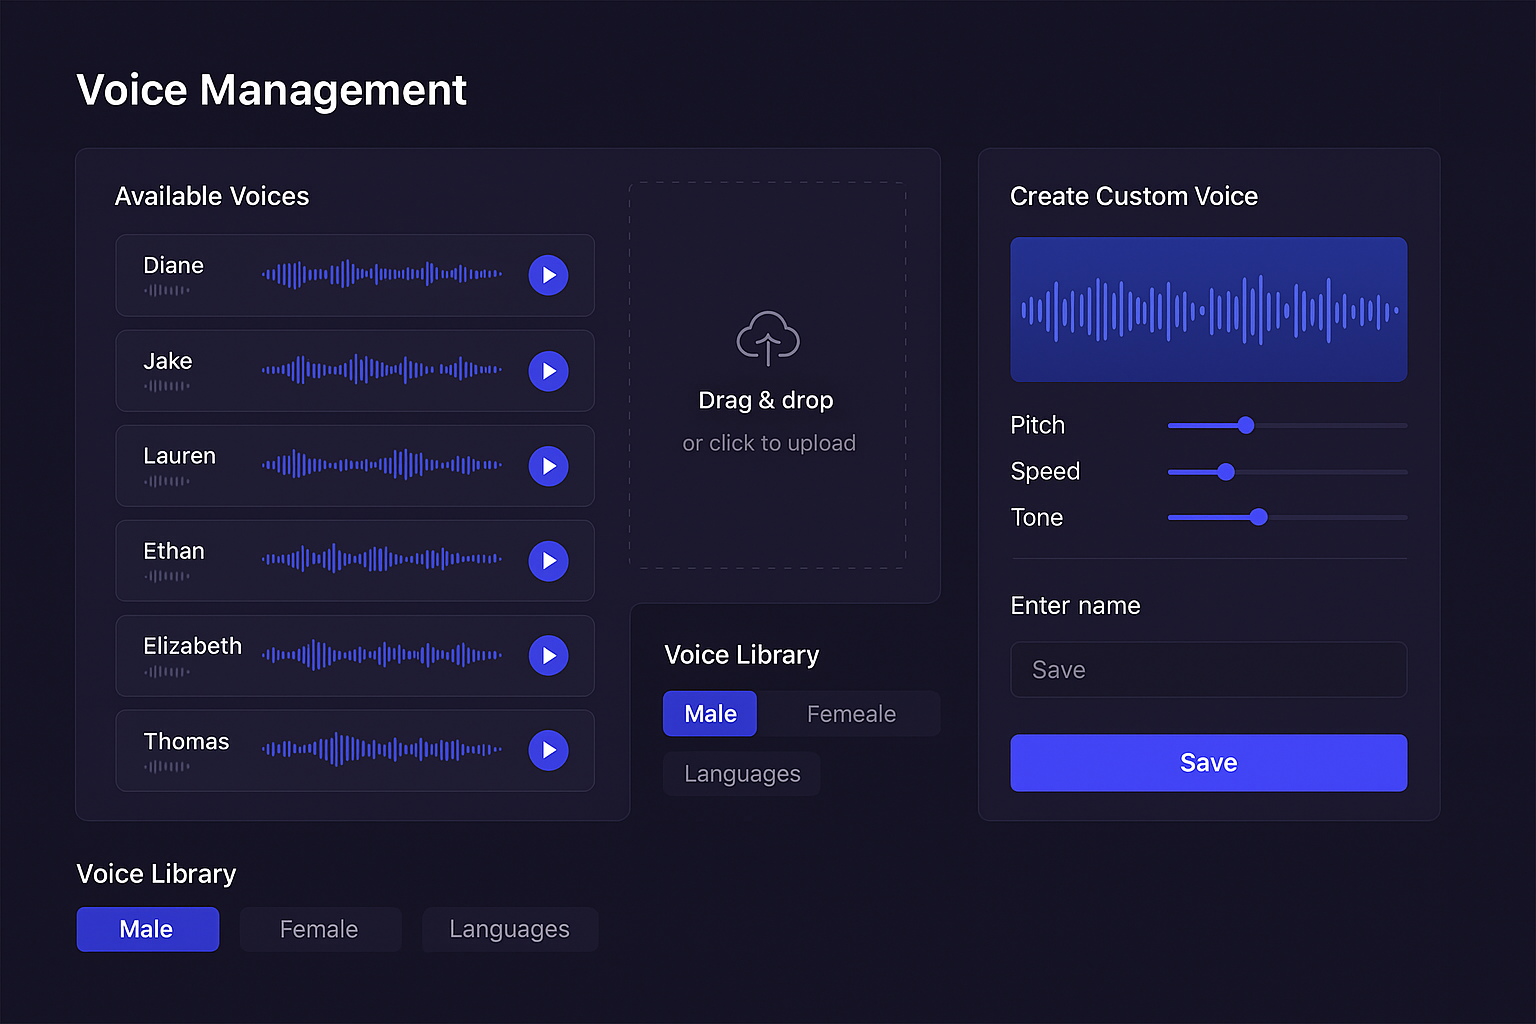 Voice Management
Available Voices
Diane
Jake
Lauren
Ethan
Elizabeth
Thomas
Drag & drop
or click to upload
Voice Library
Male
Femeale
Languages
Create Custom Voice
Pitch
Speed
Tone
Enter name
Save
Save
Voice Library
Male
Female
Languages